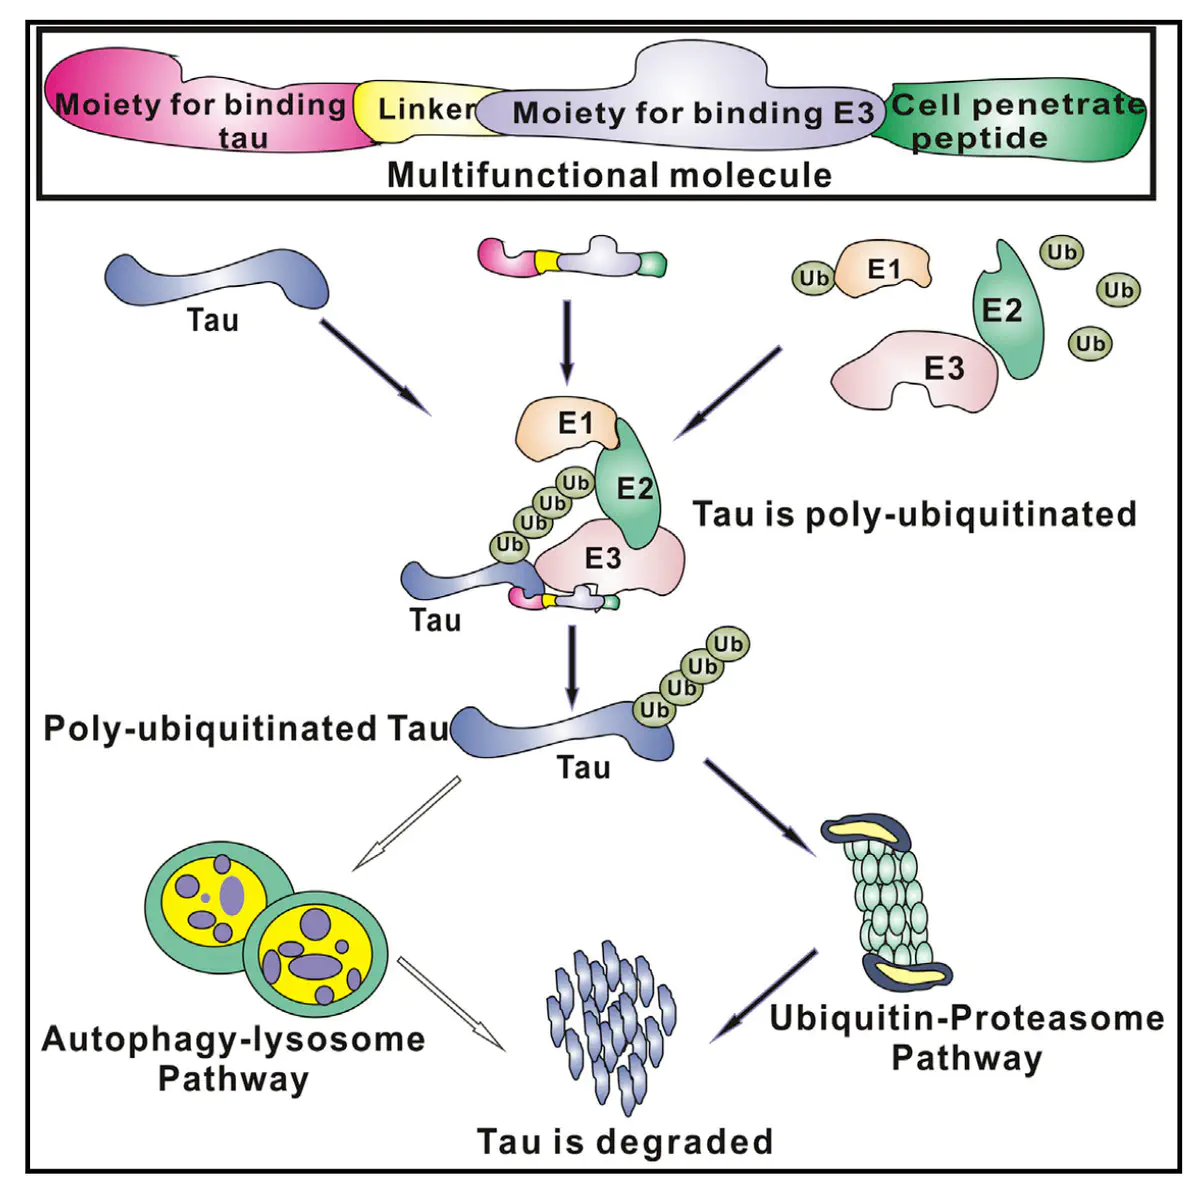 Moiety for binding
tau
Linker
Moiety for binding E3
Cell penetrate
peptide
Multifunctional molecule
Tau
Ub
E1
E2
E3
Ub
Ub
Ub
E1
E2
E3
Ub
Ub
Ub
Ub
Tau
Tau is poly-ubiquitinated
Poly-ubiquitinated Tau
Tau
Ub
Ub
Ub
Ub
Autophagy-lysosome
Pathway
Ubiquitin-Proteasome
Pathway
Tau is degraded